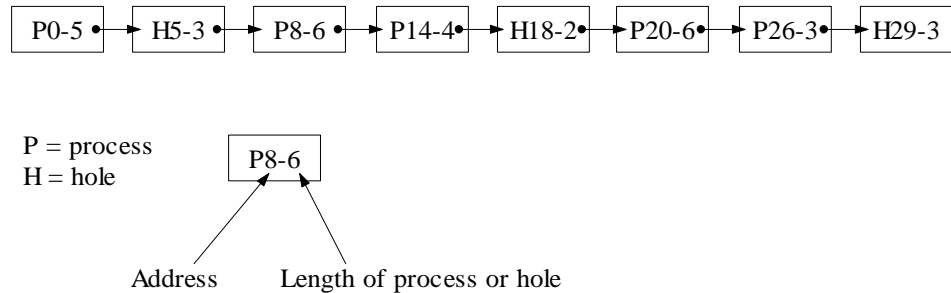 P0-5 H5-3 P8-6 P14-4 H18-2 P20-6 P26-3 H29-3
P = process
H = hole
P8-6
Address
Length of process or hole